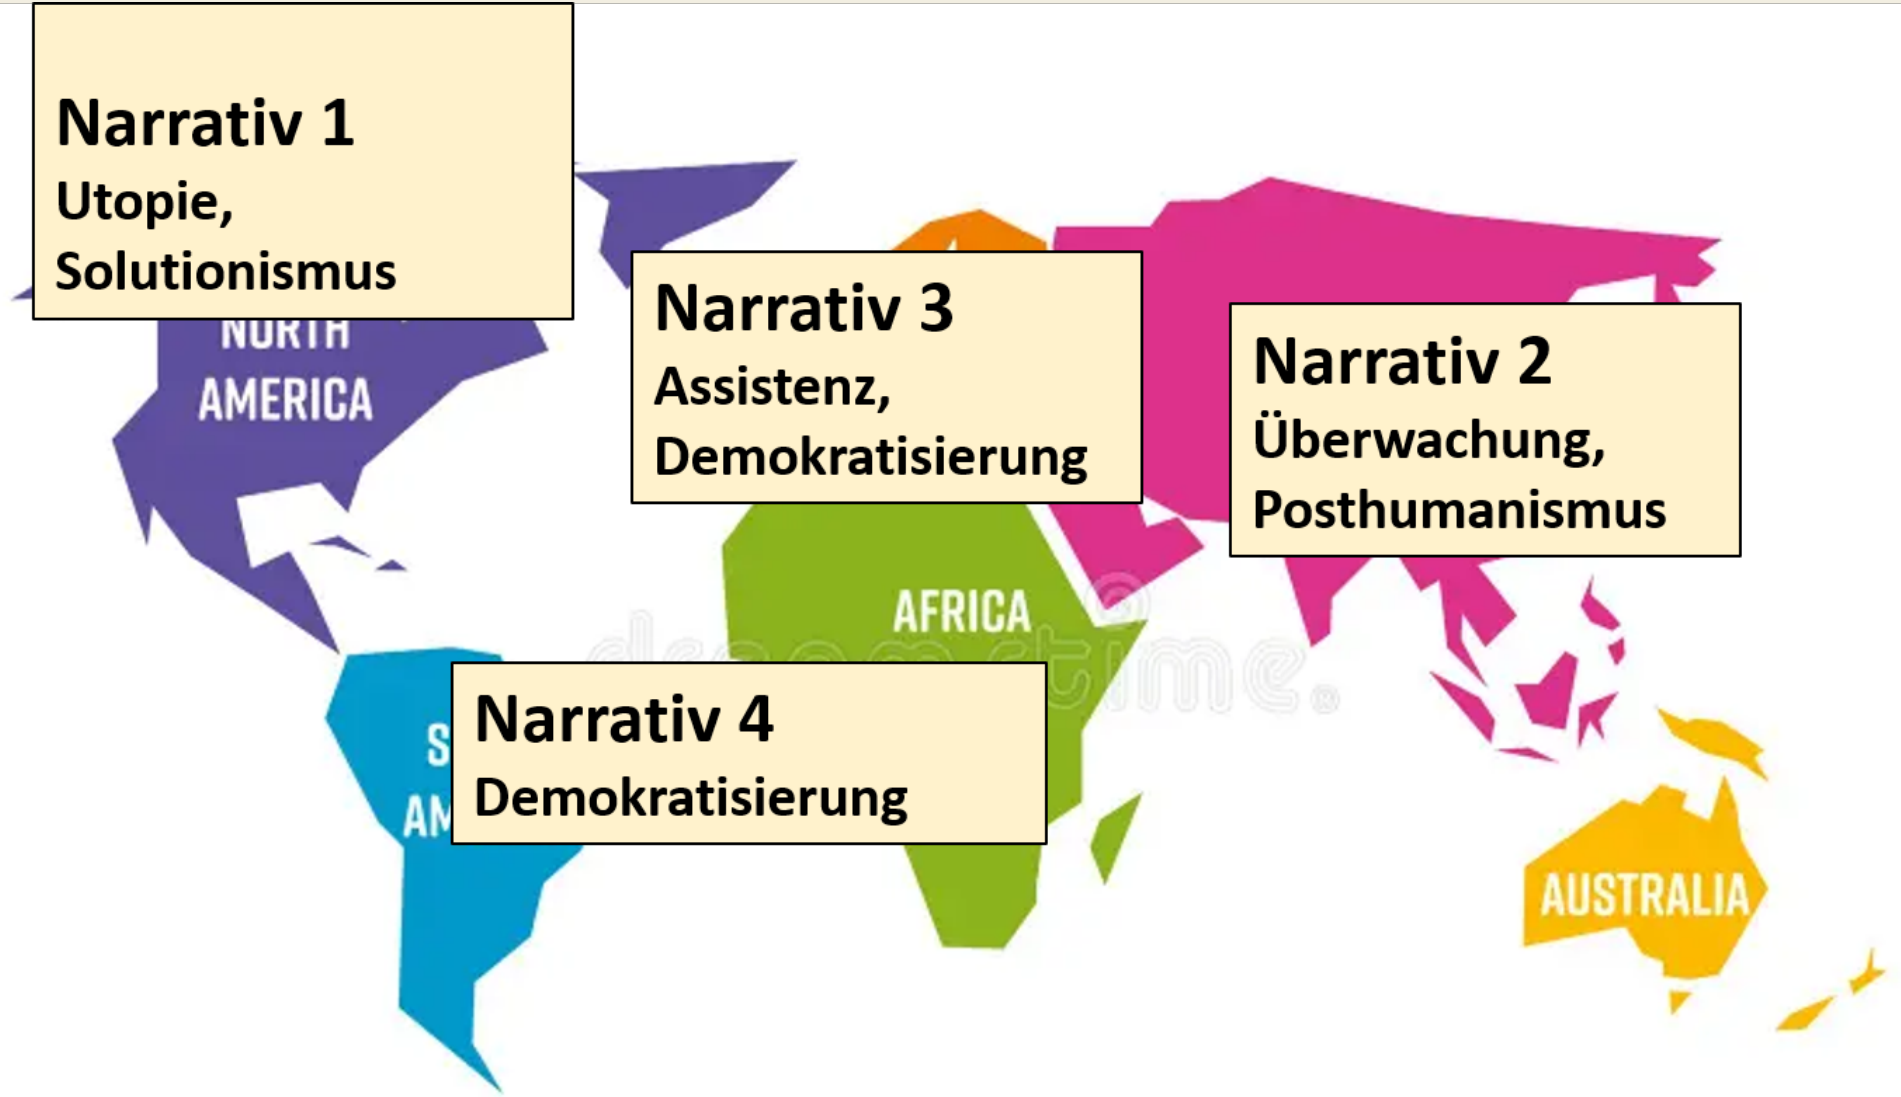 Narrativ 1
Utopie,
Solutionismus
NORTH
AMERICA
Narrativ 3
Assistenz,
Demokratisierung
Narrativ 2
Überwachung,
Posthumanismus
AFRICA
Narrativ 4
Demokratisierung
S
AM
AUSTRALIA